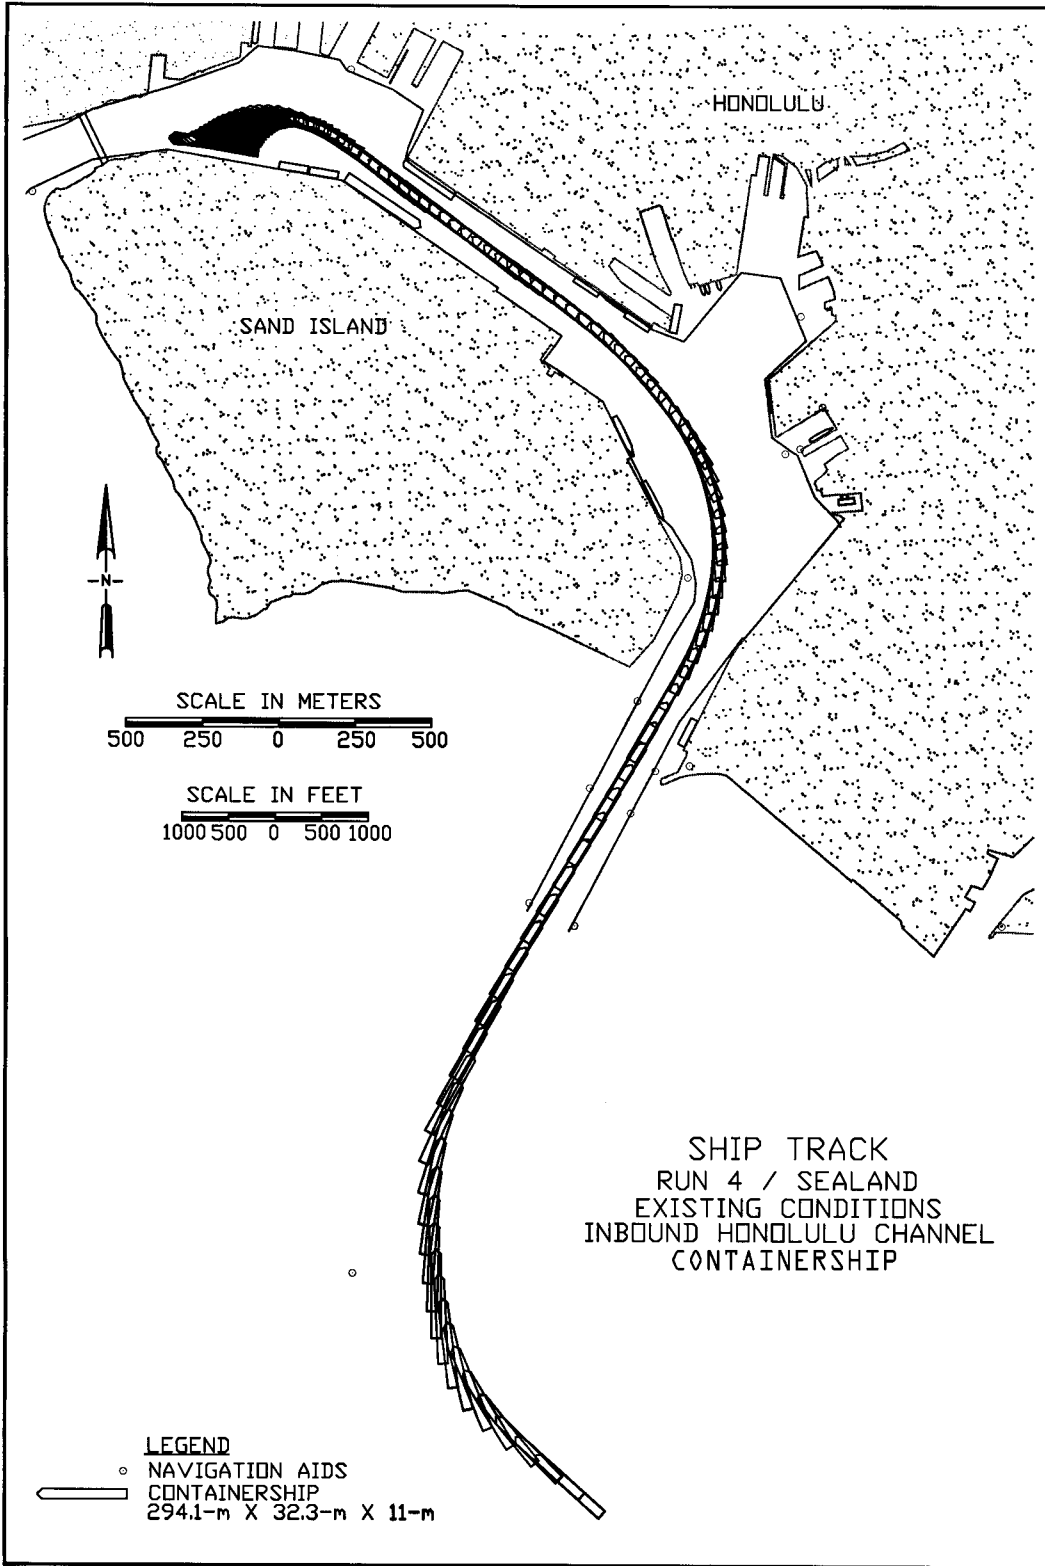 HONOLULU
SAND ISLAND
-N-
SCALE IN METERS
500 250 0 250 500
SCALE IN FEET
1000 500 0 500 1000
SHIP TRACK
RUN 4 / SEALAND
EXISTING CONDITIONS
INBOUND HONOLULU CHANNEL
CONTAINERSHIP
LEGEND
NAVIGATION AIDS
CONTAINERSHIP
294.1-m X 32.3-m X 11-m